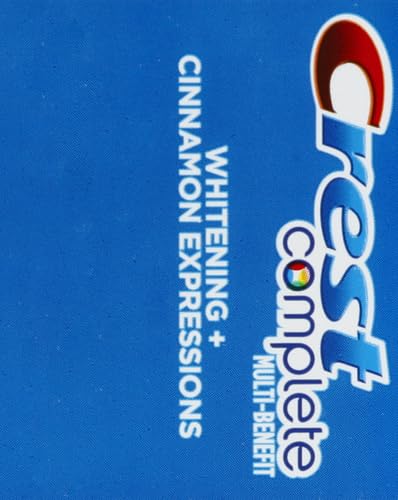 Crest
complete
MULTI-BENEFIT
WHITENING +
CINNAMON EXPRESSIONS